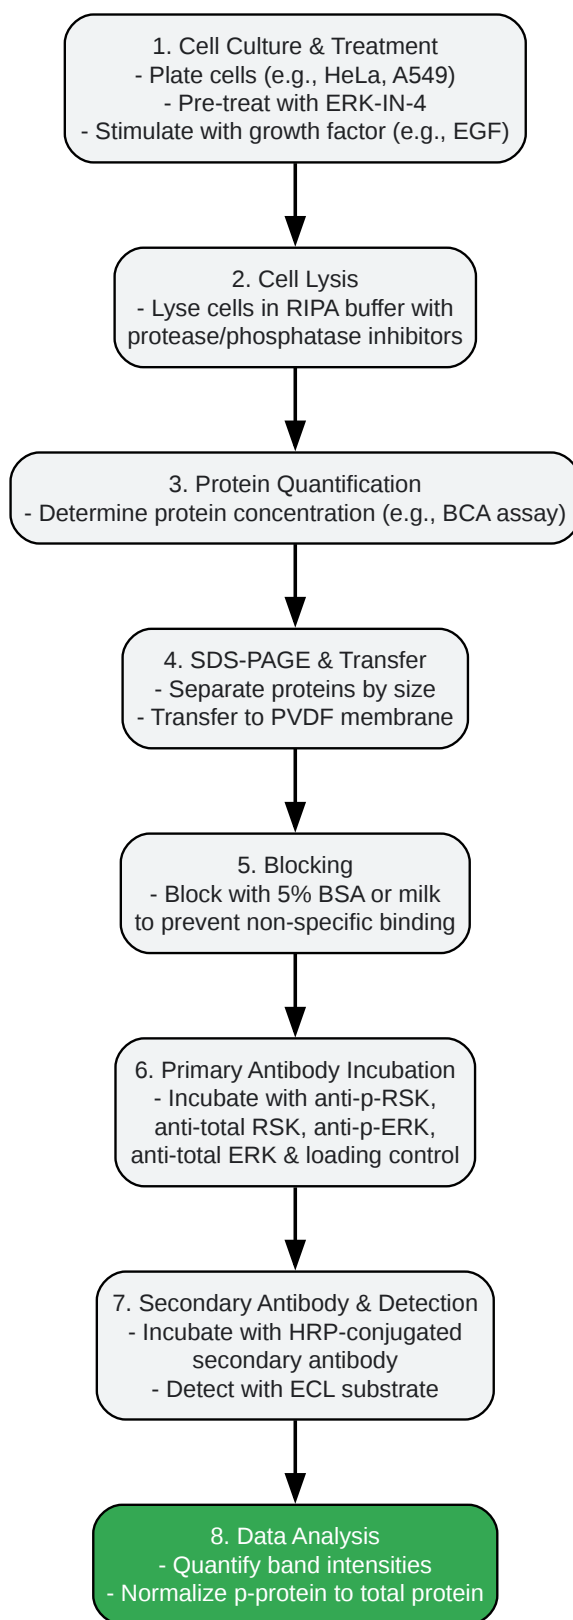 1. Cell Culture & Treatment
- Plate cells (e.g., HeLa, A549)
- Pre-treat with ERK-IN-4
- Stimulate with growth factor (e.g., EGF)
2. Cell Lysis
- Lyse cells in RIPA buffer with
protease/phosphatase inhibitors
3. Protein Quantification
- Determine protein concentration (e.g., BCA assay)
4. SDS-PAGE & Transfer
- Separate proteins by size
- Transfer to PVDF membrane
5. Blocking
- Block with 5% BSA or milk
to prevent non-specific binding
6. Primary Antibody Incubation
- Incubate with anti-p-RSK,
anti-total RSK, anti-p-ERK,
anti-total ERK & loading control
7. Secondary Antibody & Detection
- Incubate with HRP-conjugated
secondary antibody
- Detect with ECL substrate
8. Data Analysis
- Quantify band intensities
- Normalize p-protein to total protein